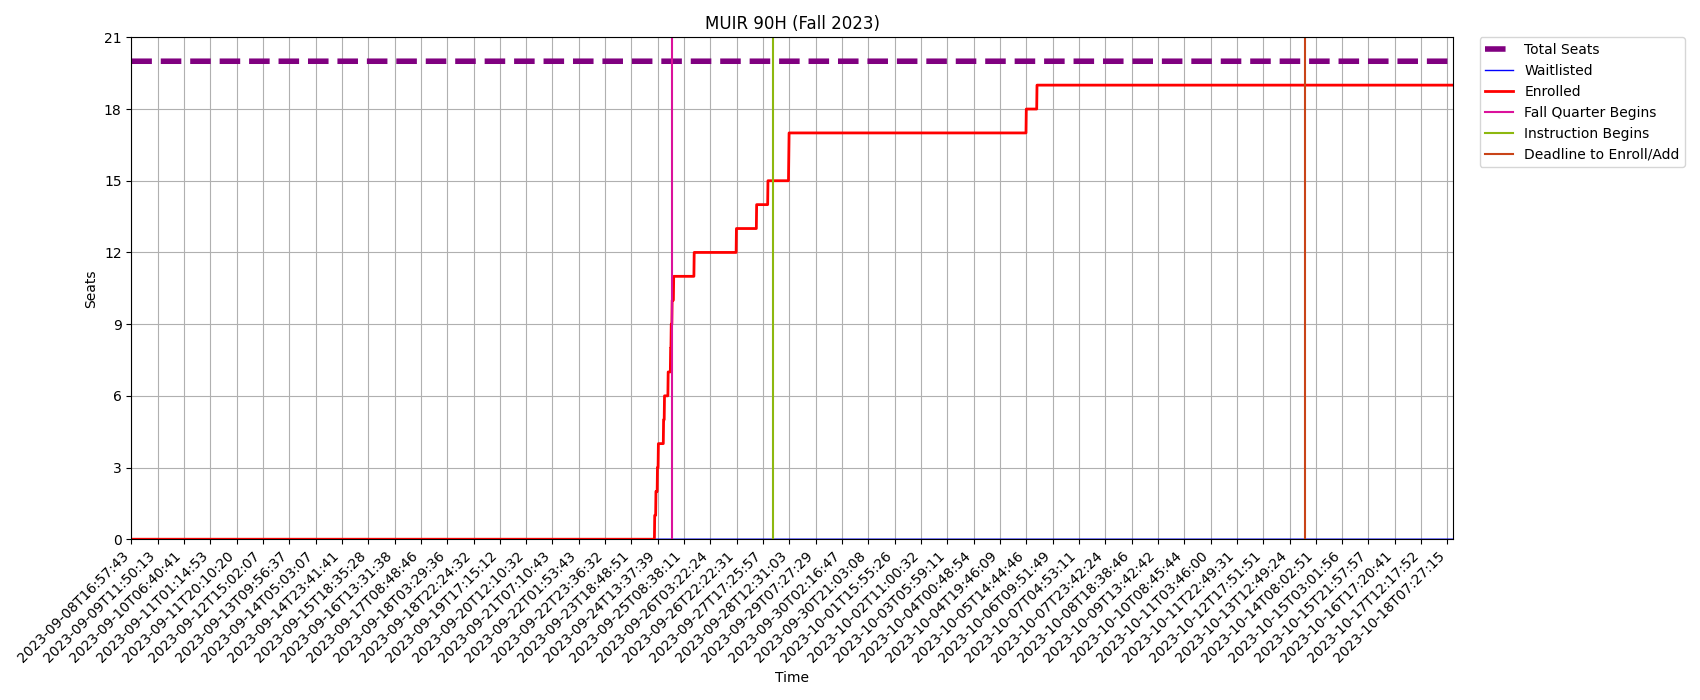 MUIR 90H (Fall 2023)
21
18
15
12
9
6
3
0
Seats
2023-09-08T16:57:43
2023-09-09T11:50:13
2023-09-10T06:40:41
2023-09-11T01:14:53
2023-09-11T20:10:20
2023-09-12T15:02:07
2023-09-13T09:56:37
2023-09-14T05:03:07
2023-09-14T23:41:41
2023-09-15T18:35:28
2023-09-16T13:31:38
2023-09-17T08:48:46
2023-09-18T03:29:36
2023-09-18T22:24:32
2023-09-19T17:15:12
2023-09-20T12:10:32
2023-09-21T07:10:43
2023-09-22T01:53:43
2023-09-22T23:36:32
2023-09-23T18:48:51
2023-09-24T13:37:39
2023-09-25T08:38:11
2023-09-26T03:22:24
2023-09-26T22:22:31
2023-09-27T17:25:57
2023-09-28T12:31:03
2023-09-29T07:27:29
2023-09-30T02:16:47
2023-09-30T21:03:08
2023-10-01T15:55:26
2023-10-02T11:00:32
2023-10-03T05:59:11
2023-10-04T00:48:54
2023-10-04T19:46:09
2023-10-05T14:44:46
2023-10-06T09:51:49
2023-10-07T04:53:11
2023-10-07T23:42:24
2023-10-08T18:38:46
2023-10-09T13:42:42
2023-10-10T08:45:44
2023-10-11T03:46:00
2023-10-11T22:49:31
2023-10-12T17:51:51
2023-10-13T12:49:24
2023-10-14T08:02:51
2023-10-15T03:01:56
2023-10-15T21:57:57
2023-10-16T17:20:41
2023-10-17T12:17:52
2023-10-18T07:27:15
Time
Total Seats
Waitlisted
Enrolled
Fall Quarter Begins
Instruction Begins
Deadline to Enroll/Add